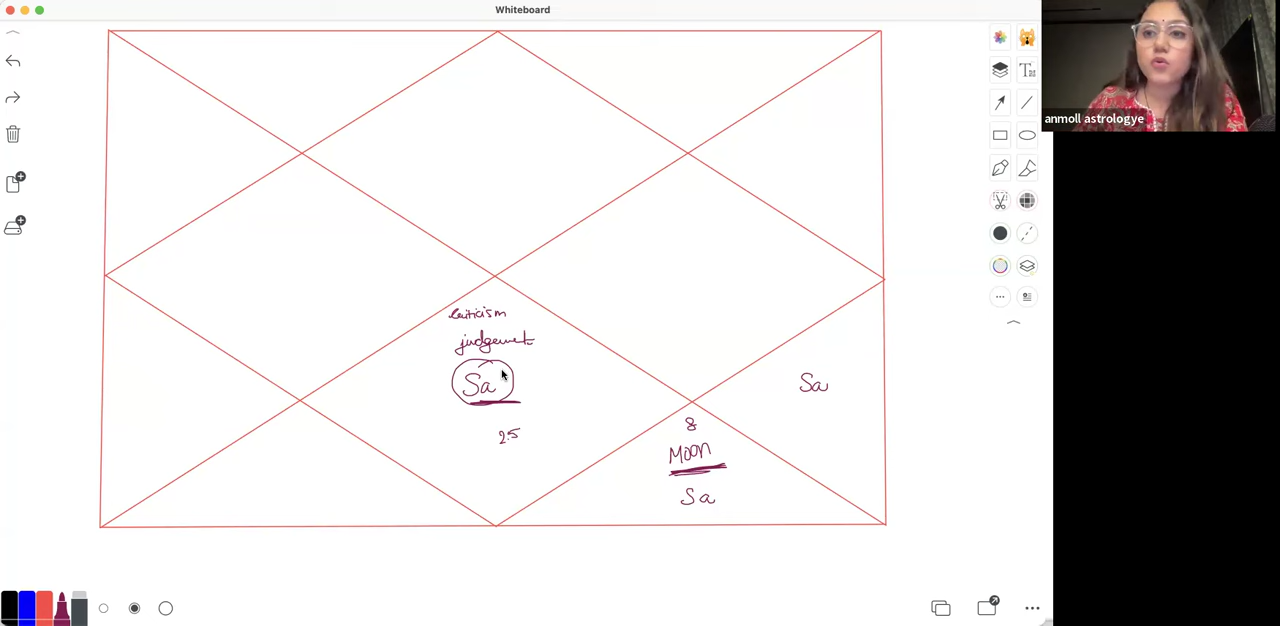 Whiteboard
anmoll astrologye
criticism
judgement
Sa
2.5
Sa
8
Moon
Sa